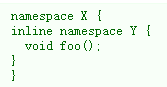 namespace X {
inline namespace Y {
  void foo();
}
}